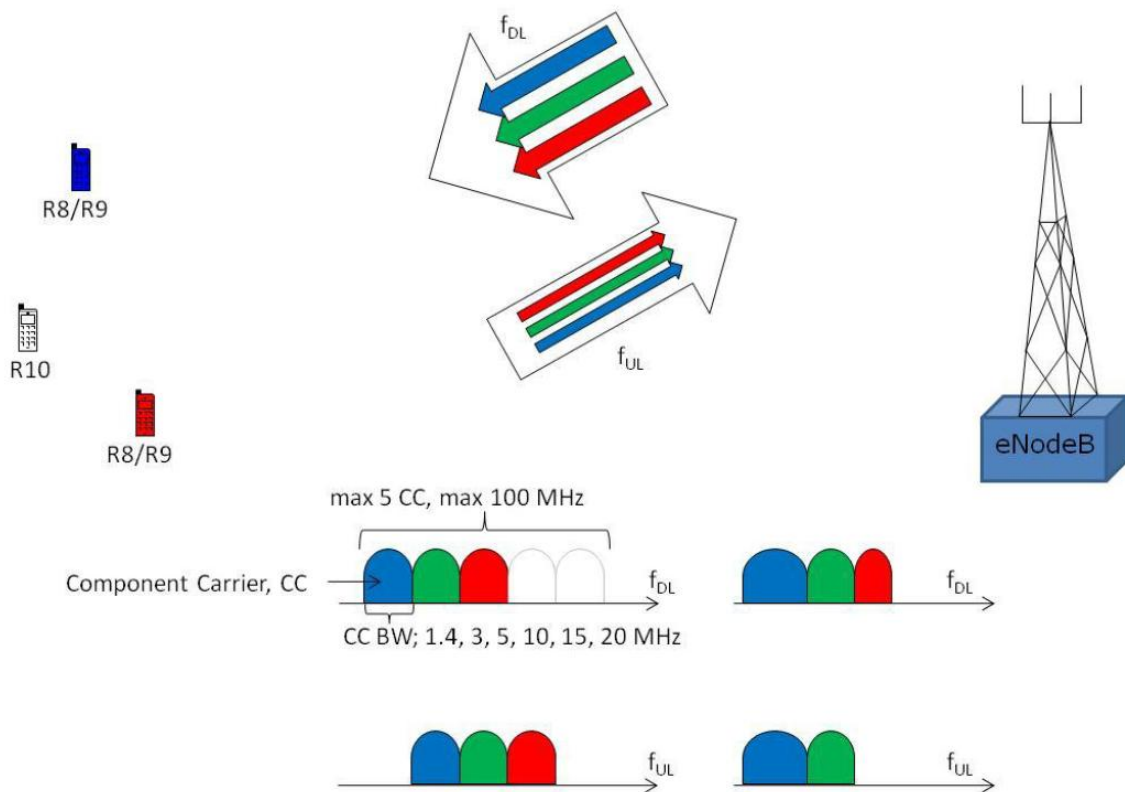 f_DL
R8/R9
R10
f_UL
R8/R9
eNodeB
max 5 CC, max 100 MHz
Component Carrier, CC
f_DL
f_DL
CC BW; 1.4, 3, 5, 10, 15, 20 MHz
f_UL
f_UL